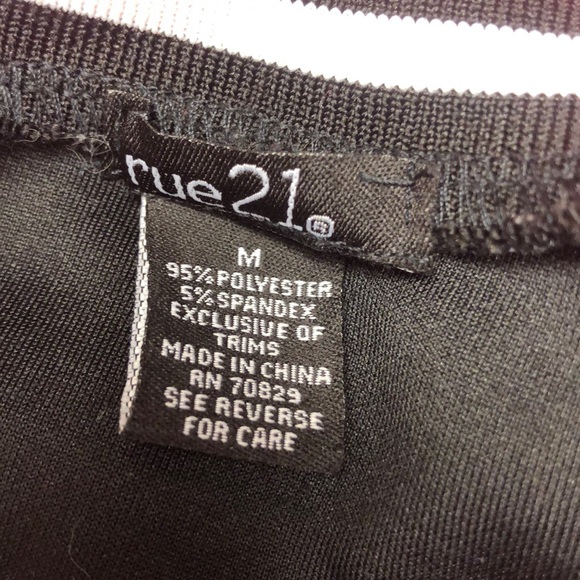 rue21®
M
95% POLYESTER
5% SPANDEX
EXCLUSIVE OF
TRIMS
MADE IN CHINA
RN 70829
SEE REVERSE
FOR CARE